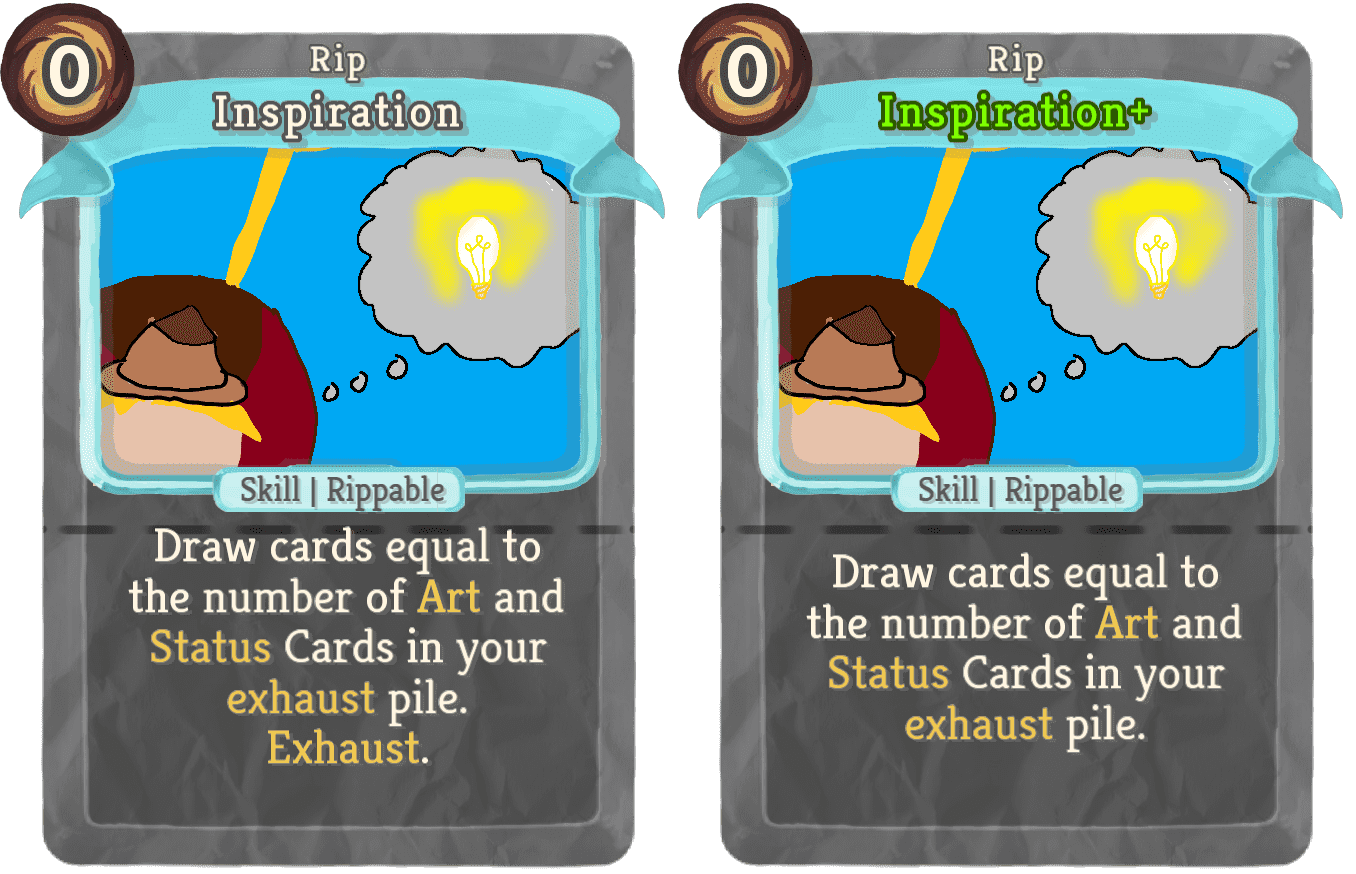 0
Rip
Inspiration
Skill | Rippable
Draw cards equal to
the number of Art and
Status Cards in your
exhaust pile.
Exhaust.
0
Rip
Inspiration+
Skill | Rippable
Draw cards equal to
the number of Art and
Status Cards in your
exhaust pile.